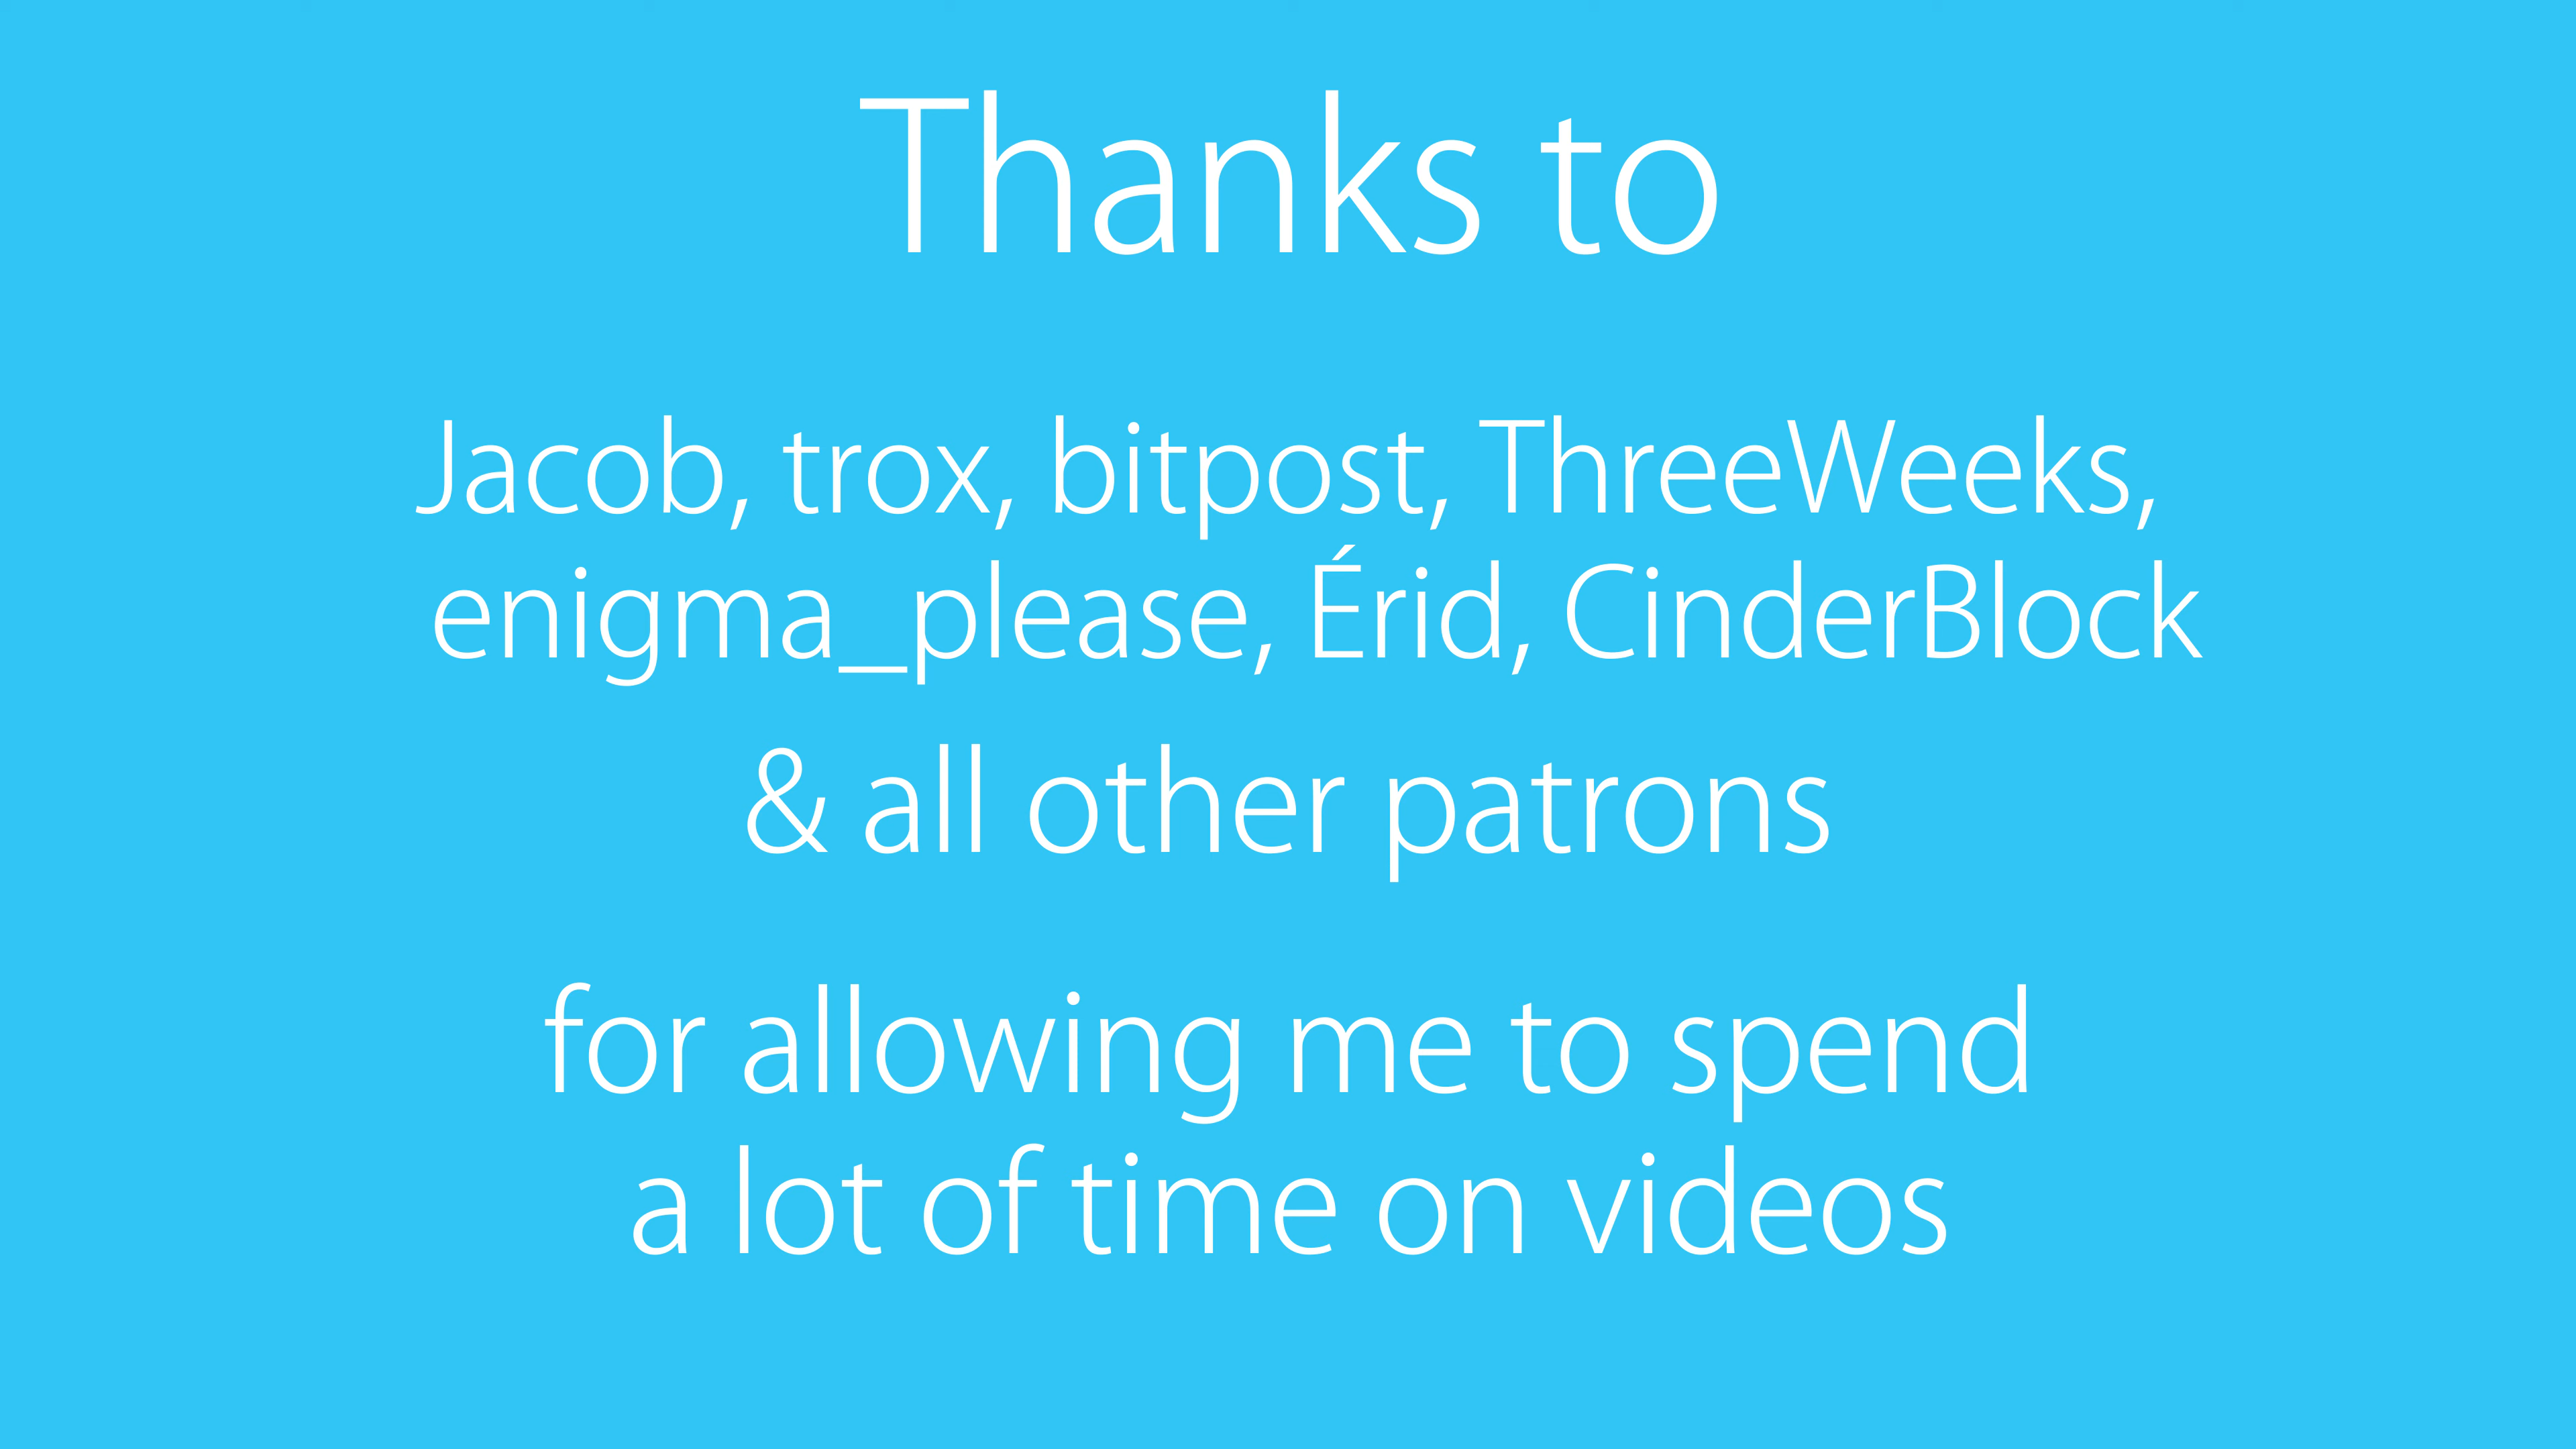 Thanks to
Jacob, trox, bitpost, ThreeWeeks,
enigma_please, Érid, CinderBlock
& all other patrons
for allowing me to spend
a lot of time on videos